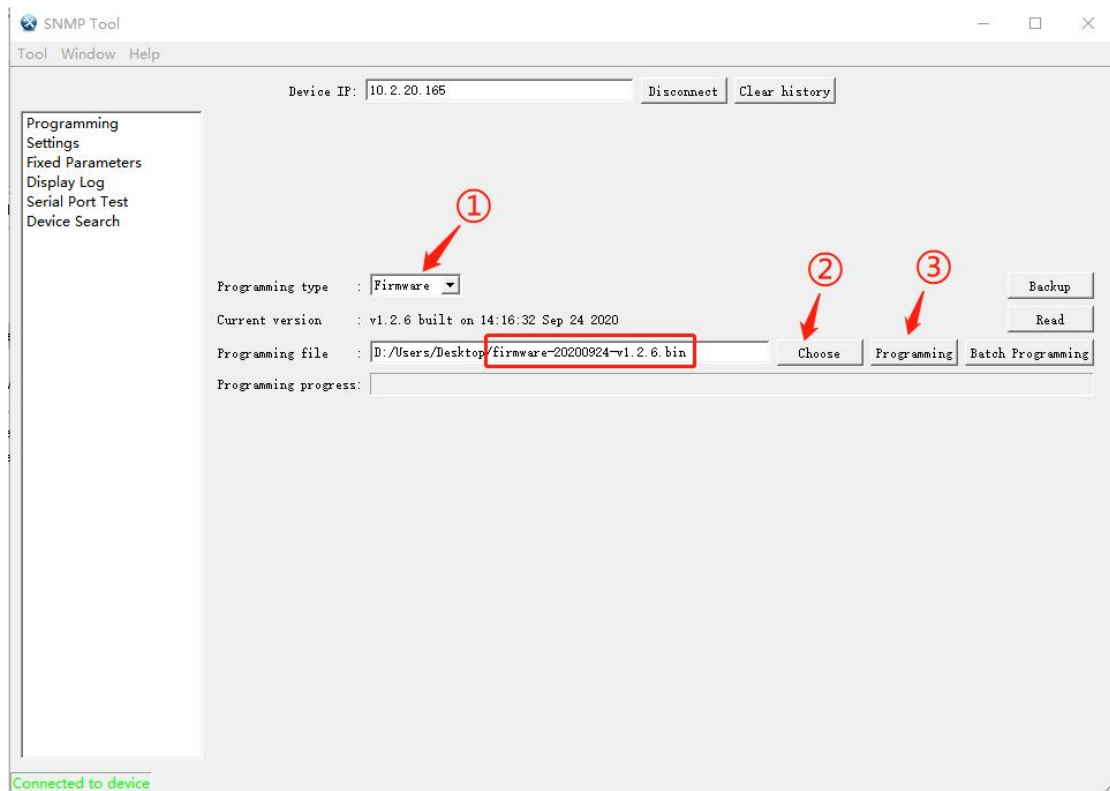 SNMP Tool
Tool Window Help
Device IP: 10.2.20.165 Disconnect Clear history
Programming
Settings
Fixed Parameters
Display Log
Serial Port Test
Device Search
①
② ③
Programming type : Firmware Backup
Current version : v1.2.6 built on 14:16:32 Sep 24 2020 Read
Programming file : D:/Users/Desktop/firmware-20200924-v1.2.6.bin Choose Programming Batch Programming
Programming progress:
Connected to device